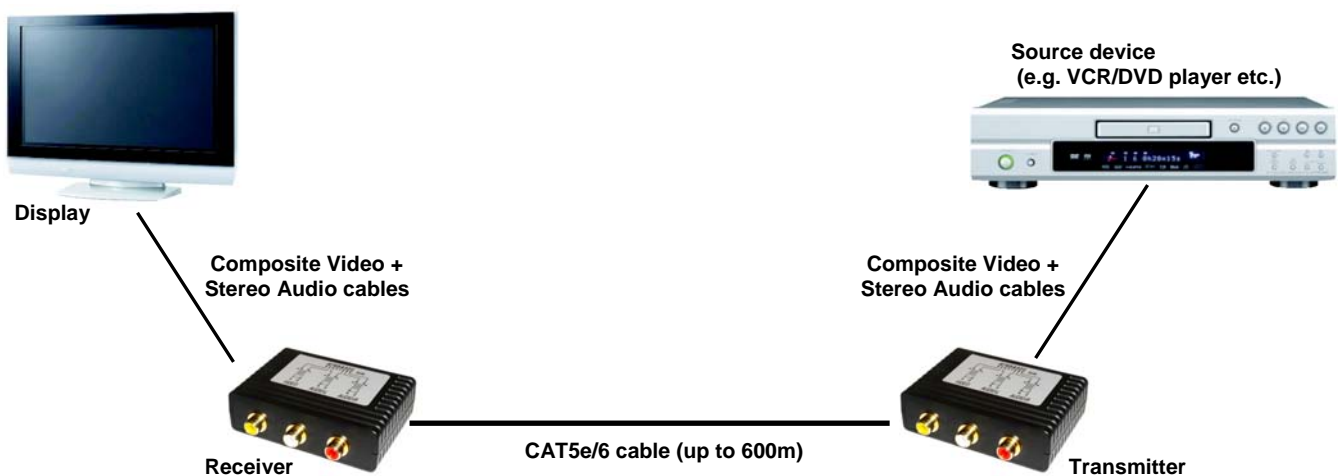 Source device
(e.g. VCR/DVD player etc.)
Display
Composite Video +
Stereo Audio cables
Composite Video +
Stereo Audio cables
CAT5e/6 cable (up to 600m)
Receiver
Transmitter